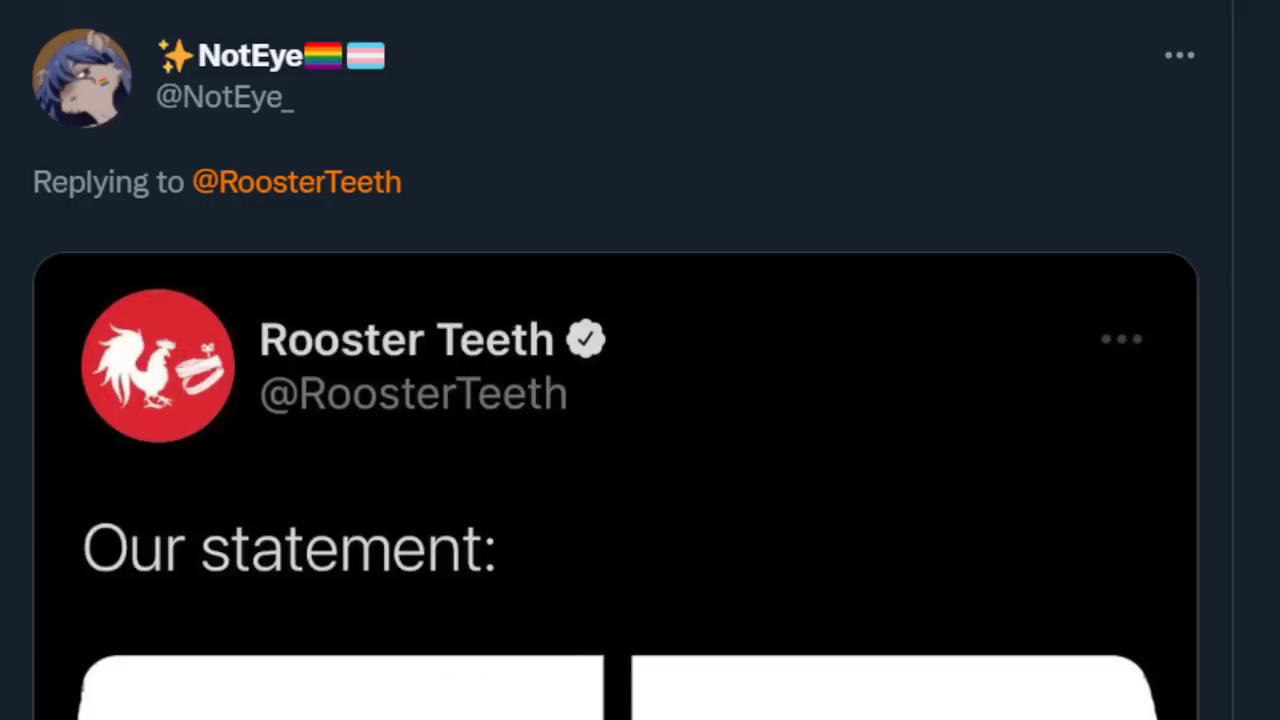 ✨NotEye🏳️‍🌈🏳️‍⚧️
@NotEye_
Replying to @RoosterTeeth
Rooster Teeth
@RoosterTeeth
Our statement: